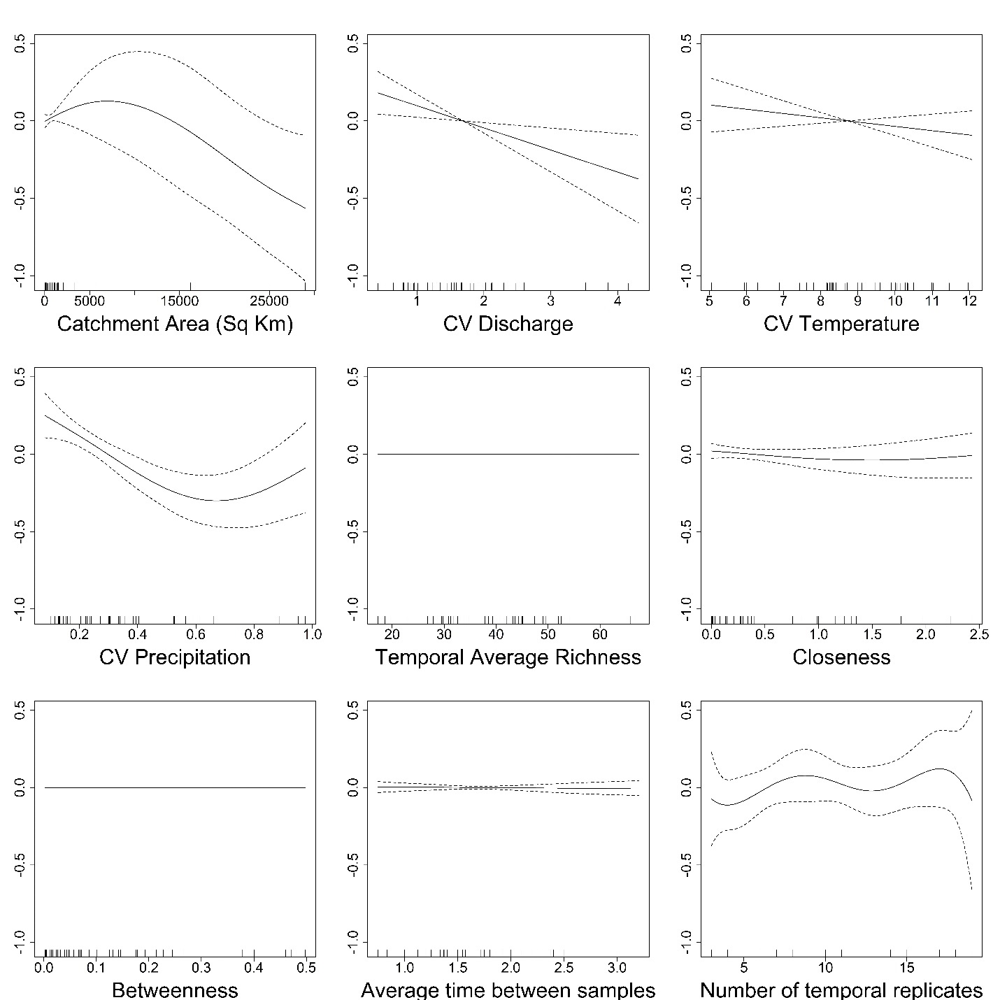 0.5
0.0
-0.5
-1.0
0 5000 15000 25000
Catchment Area (Sq Km)
0.5
0.0
-0.5
-1.0
1 2 3 4
CV Discharge
0.5
0.0
-0.5
-1.0
5 6 7 8 9 10 11 12
CV Temperature
0.5
0.0
-0.5
-1.0
0.2 0.4 0.6 0.8 1.0
CV Precipitation
0.5
0.0
-0.5
-1.0
20 30 40 50 60
Temporal Average Richness
0.5
0.0
-0.5
-1.0
0.0 0.5 1.0 1.5 2.0 2.5
Closeness
0.5
0.0
-0.5
-1.0
0.0 0.1 0.2 0.3 0.4 0.5
Betweenness
0.5
0.0
-0.5
-1.0
1.0 1.5 2.0 2.5 3.0
Average time between samples
0.5
0.0
-0.5
-1.0
5 10 15
Number of temporal replicates